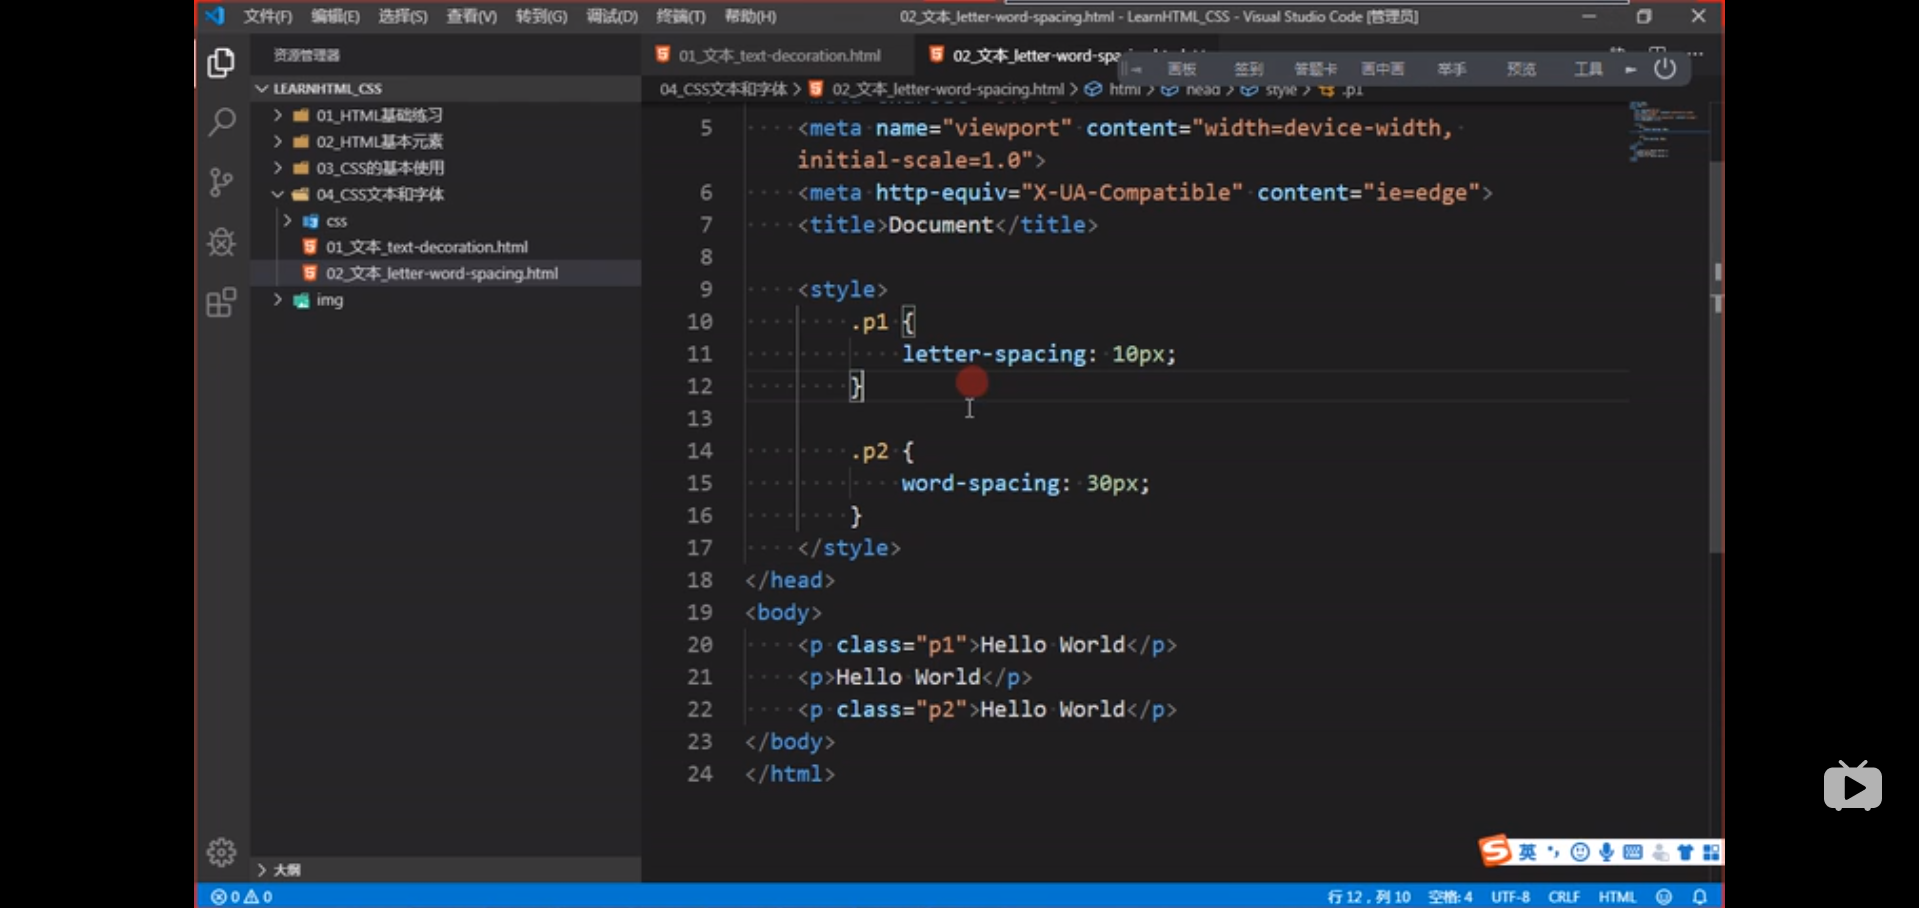 文件(F) 编辑(E) 选择(S) 查看(V) 转到(G) 调试(D) 终端(T) 帮助(H) 02_文本_letter-word-spacing.html - LearnHTML_CSS - Visual Studio Code [管理员]
资源管理器
LEARNHTML_CSS
01_HTML基础练习
02_HTML基本元素
03_CSS的基本使用
04_CSS文本和字体
css
01_文本_text-decoration.html
02_文本_letter-word-spacing.html
img
大纲
01_文本_text-decoration.html 02_文本_letter-word-spa
画板 签到 答题卡 画中画 举手 预览 工具
04_CSS文本和字体 > 02_文本_letter-word-spacing.html > html > head > style > .p1
5 <meta name="viewport" content="width=device-width,
initial-scale=1.0">
6 <meta http-equiv="X-UA-Compatible" content="ie=edge">
7 <title>Document</title>
8
9 <style>
10 .p1 {
11 letter-spacing: 10px;
12 }
13
14 .p2 {
15 word-spacing: 30px;
16 }
17 </style>
18 </head>
19 <body>
20 <p class="p1">Hello World</p>
21 <p>Hello World</p>
22 <p class="p2">Hello World</p>
23 </body>
24 </html>
英
0 0 行 12，列 10 空格: 4 UTF-8 CRLF HTML